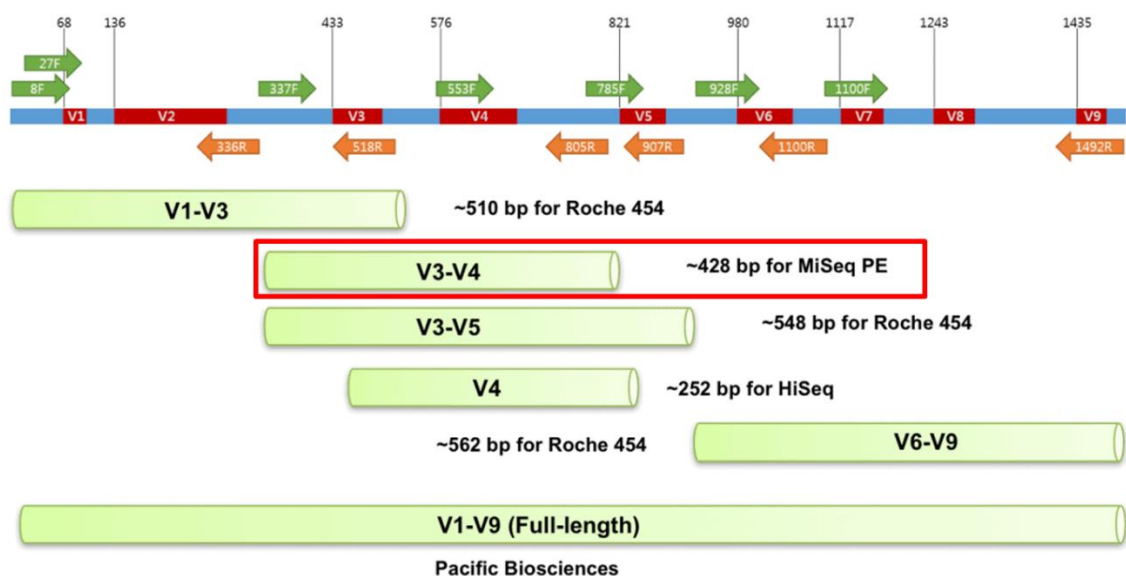 68 136 433 576 821 980 1117 1243 1435
27F
8F 337F 553F 785F 928F 1100F
V1 V2 V3 V4 V5 V6 V7 V8 V9
336R 518R 805R 907R 1100R 1492R
V1-V3 ~510 bp for Roche 454
V3-V4 ~428 bp for MiSeq PE
V3-V5 ~548 bp for Roche 454
V4 ~252 bp for HiSeq
~562 bp for Roche 454 V6-V9
V1-V9 (Full-length)
Pacific Biosciences